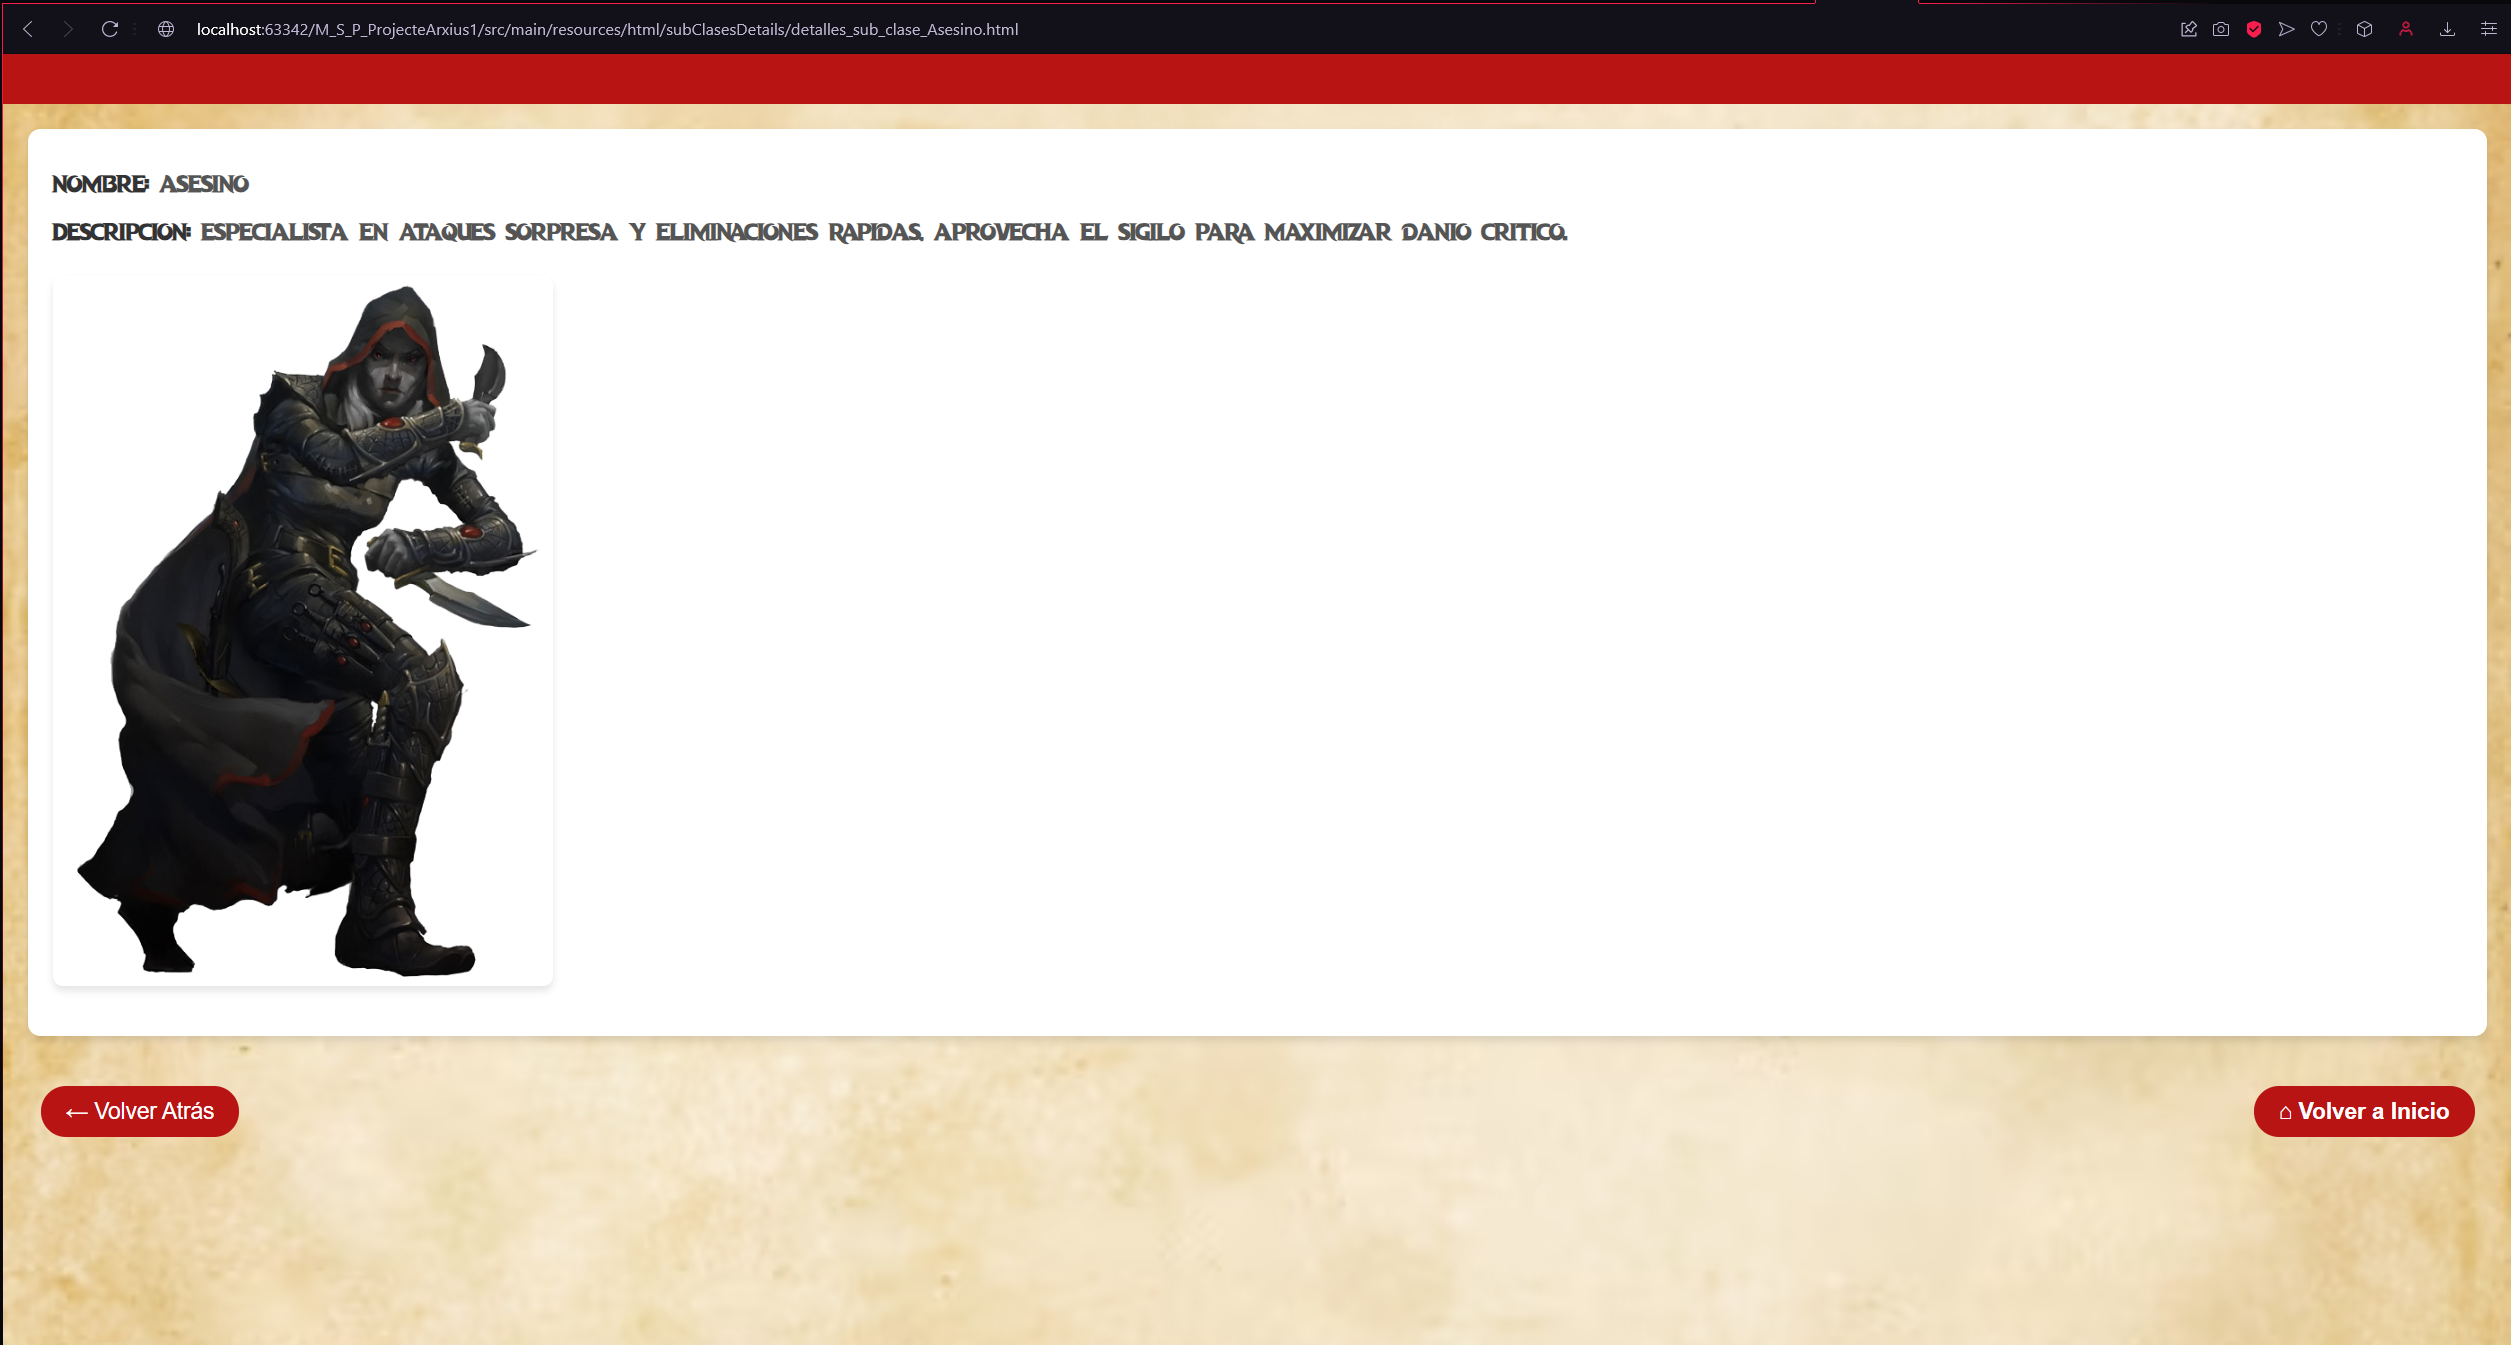 localhost:63342/M_S_P_ProjecteArxius1/src/main/resources/html/subClasesDetails/detalles_sub_clase_Asesino.html
NOMBRE: ASESINO
DESCRIPCION: ESPECIALISTA EN ATAQUES SORPRESA Y ELIMINACIONES RAPIDAS. APROVECHA EL SIGILO PARA MAXIMIZAR DANIO CRITICO.
← Volver Atrás
⌂ Volver a Inicio